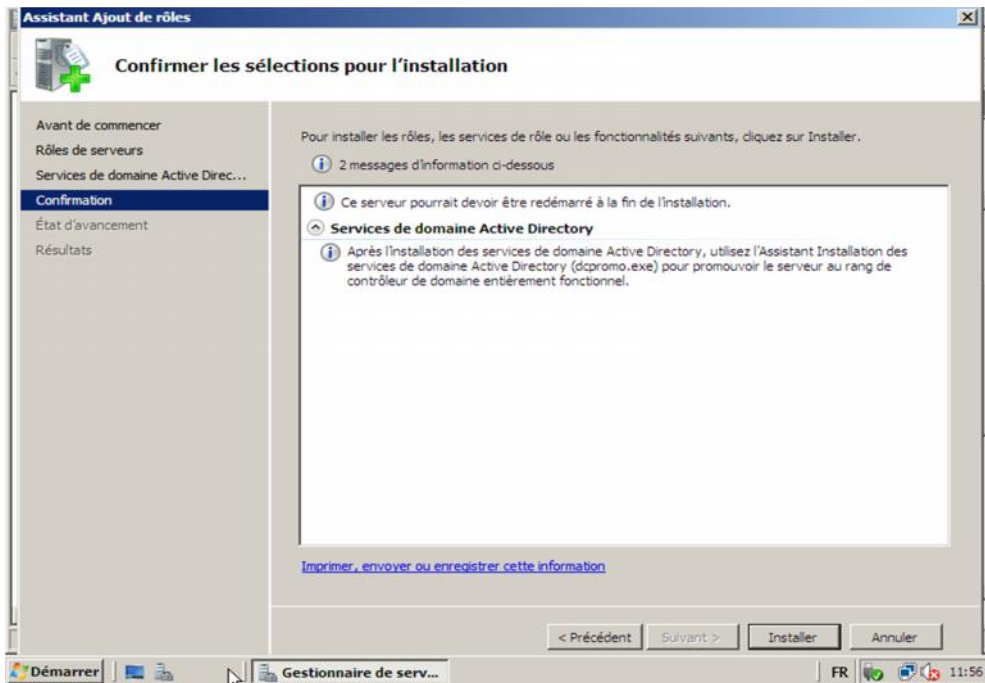 Assistant Ajout de rôles
Confirmer les sélections pour l'installation
Avant de commencer
Rôles de serveurs
Services de domaine Active Direc...
Confirmation
État d'avancement
Résultats
Pour installer les rôles, les services de rôle ou les fonctionnalités suivants, cliquez sur Installer.
2 messages d'information ci-dessous
Ce serveur pourrait devoir être redémarré à la fin de l'installation.
Services de domaine Active Directory
Après l'installation des services de domaine Active Directory, utilisez l'Assistant Installation des
services de domaine Active Directory (dcpromo.exe) pour promouvoir le serveur au rang de
contrôleur de domaine entièrement fonctionnel.
Imprimer, envoyer ou enregistrer cette information
< Précédent
Suivant >
Installer
Annuler
Démarrer
Gestionnaire de serv...
FR
11:56